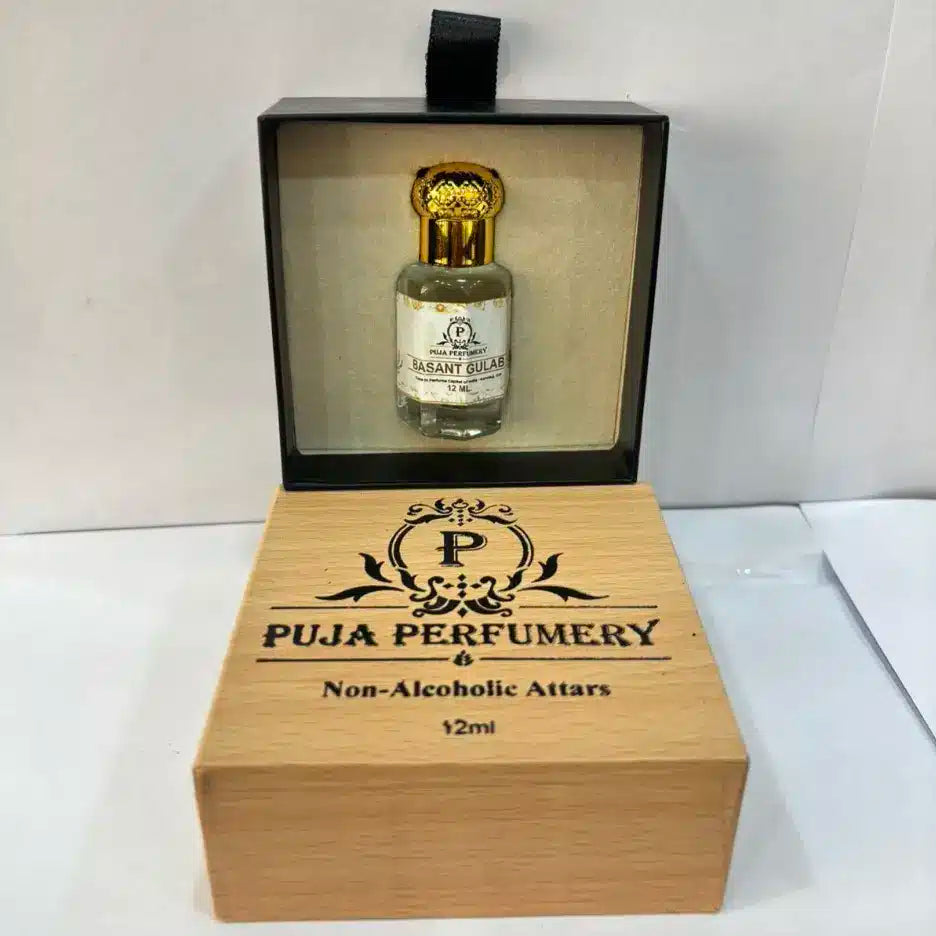 P
PUJA PERFUMERY
BASANT GULAB
12 ML
P
PUJA PERFUMERY
Non-Alcoholic Attars
12ml